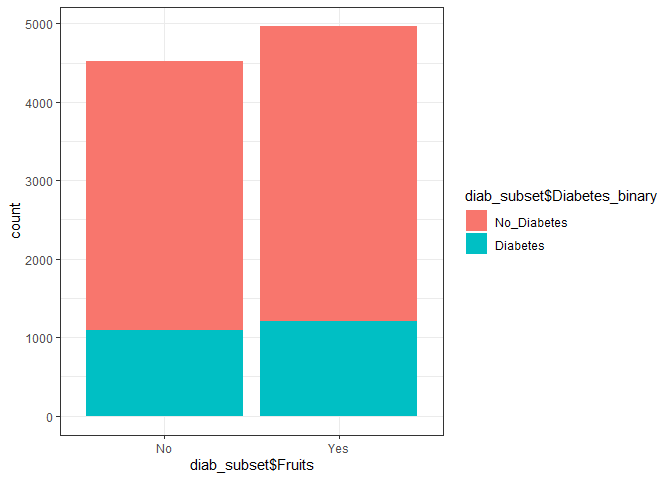 5000
4000
3000
2000
1000
0
count
No
Yes
diab_subset$Fruits
diab_subset$Diabetes_binary
No_Diabetes
Diabetes